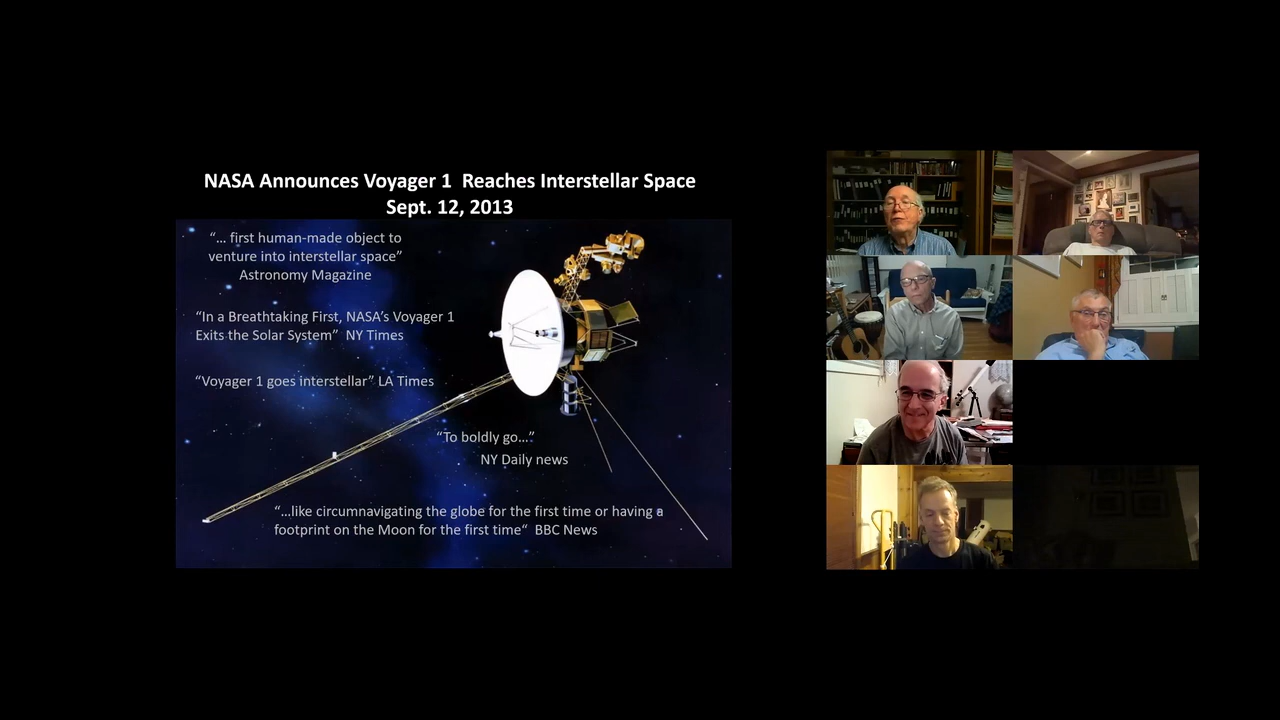 NASA Announces Voyager 1  Reaches Interstellar Space
Sept. 12, 2013
“... first human-made object to
venture into interstellar space”
Astronomy Magazine
“In a Breathtaking First, NASA’s Voyager 1
Exits the Solar System”  NY Times
“Voyager 1 goes interstellar” LA Times
“To boldly go…”
NY Daily news
“…like circumnavigating the globe for the first time or having a
footprint on the Moon for the first time“  BBC News